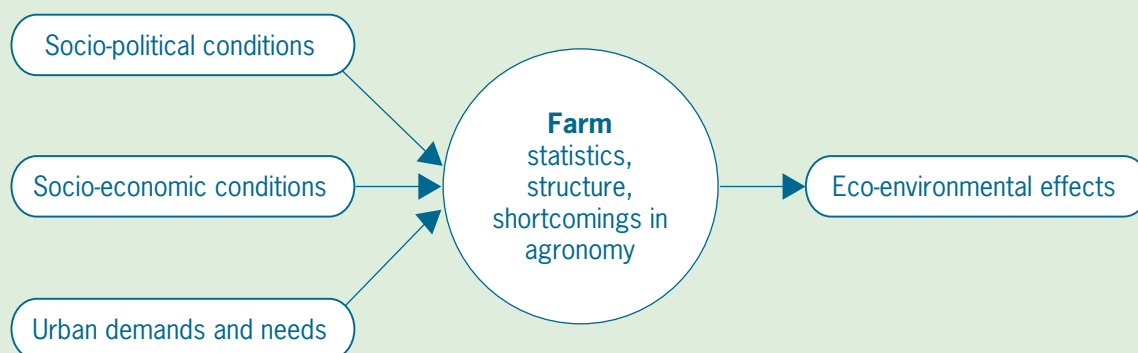 Socio-political conditions
Socio-economic conditions
Urban demands and needs
Farm
statistics,
structure,
shortcomings in
agronomy
Eco-environmental effects